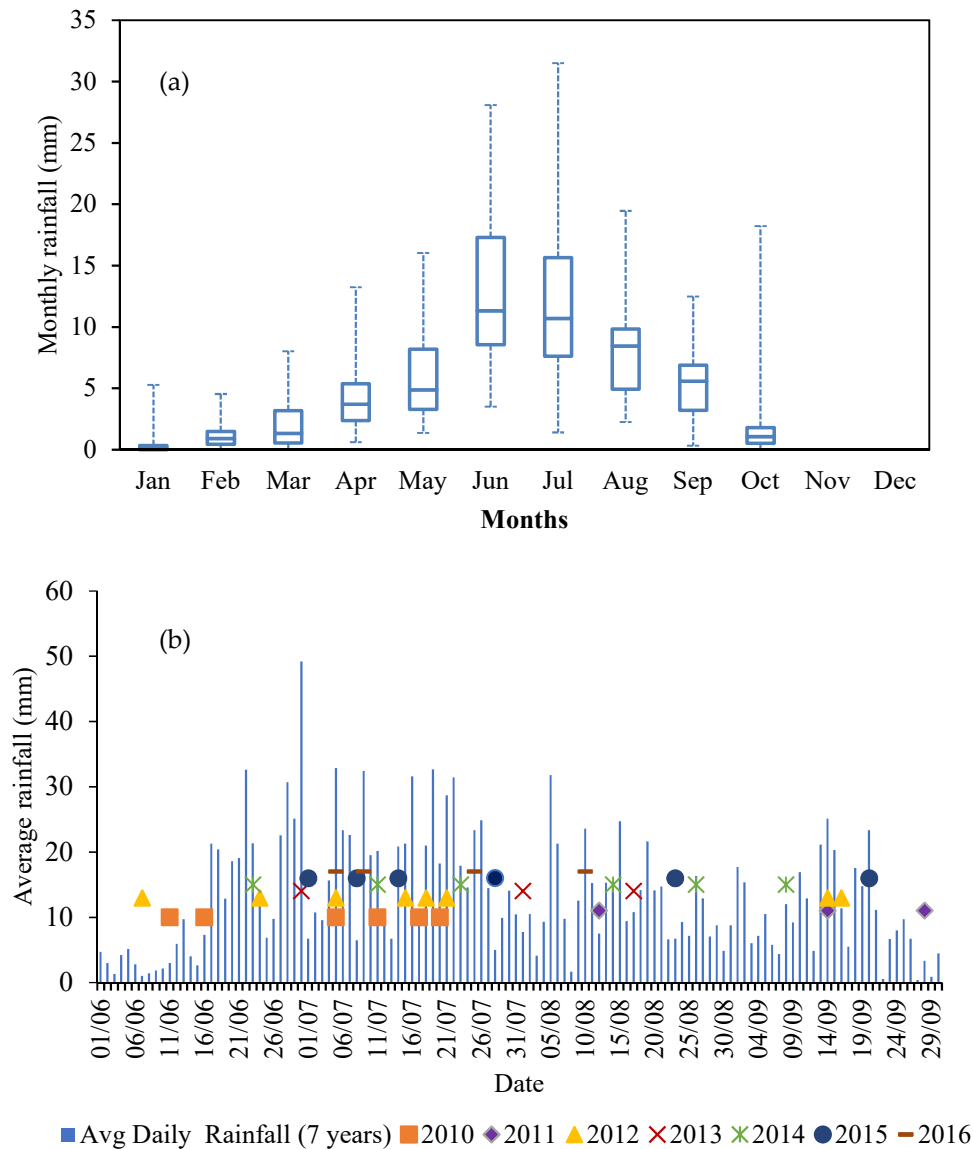 35
30
25
20
15
10
5
0
(a)
Monthly rainfall (mm)
Jan Feb Mar Apr May Jun Jul Aug Sep Oct Nov Dec
Months
60
50
40
30
20
10
0
(b)
Average rainfall (mm)
01/06 06/06 11/06 16/06 21/06 26/06 01/07 06/07 11/07 16/07 21/07 26/07 31/07 05/08 10/08 15/08 20/08 25/08 30/08 04/09 09/09 14/09 19/09 24/09 29/09
Date
Avg Daily Rainfall (7 years) 2010 2011 2012 2013 2014 2015 2016